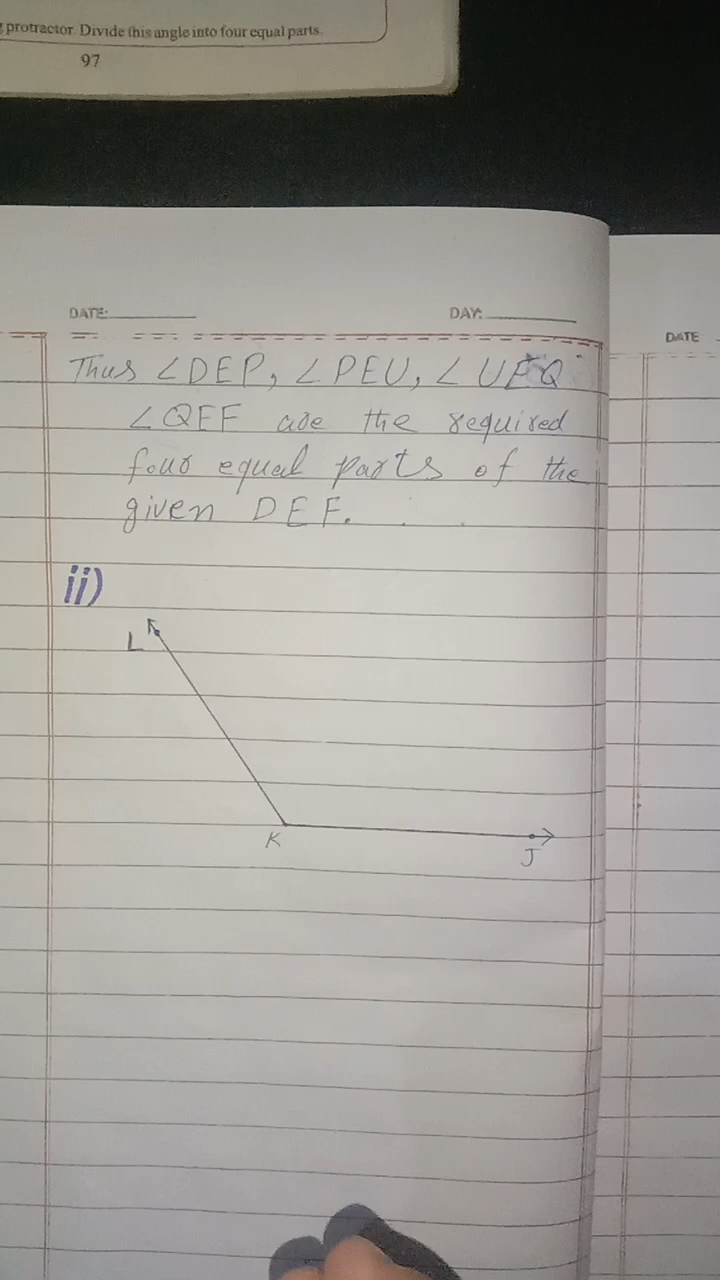 protractor. Divide this angle into four equal parts.
97
DATE:
DAY:
DATE
Thus ∠DEP, ∠PEU, ∠UEQ
∠QEF are the required
four equal parts of the
given DEF.
ii)
L
K
J